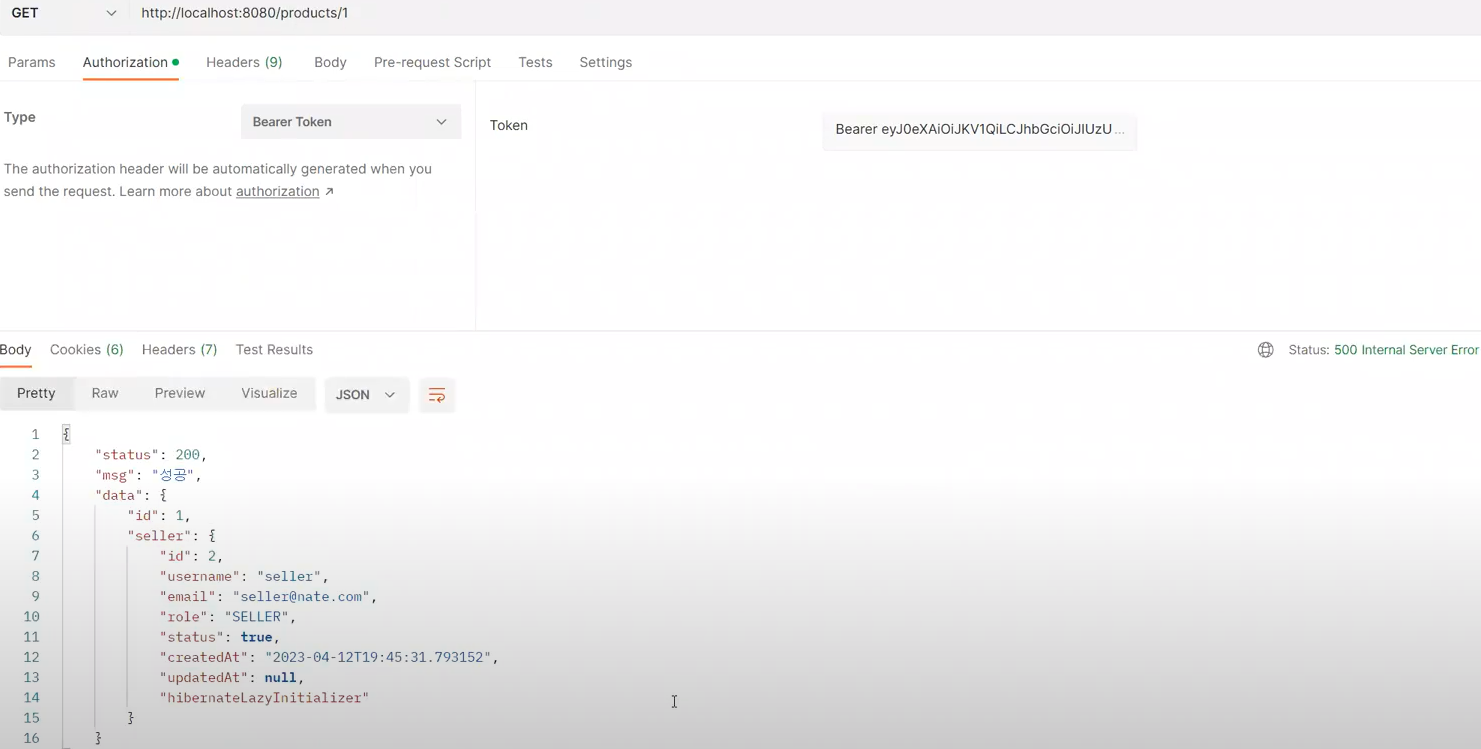 GET http://localhost:8080/products/1
Params Authorization Headers (9) Body Pre-request Script Tests Settings
Type Bearer Token
The authorization header will be automatically generated when you
send the request. Learn more about authorization ↗
Token Bearer eyJ0eXAiOiJKV1QiLCJhbGciOiJIUzU...
Body Cookies (6) Headers (7) Test Results Status: 500 Internal Server Error
Pretty Raw Preview Visualize JSON
1 {
2 "status": 200,
3 "msg": "성공",
4 "data": {
5 "id": 1,
6 "seller": {
7 "id": 2,
8 "username": "seller",
9 "email": "seller@nate.com",
10 "role": "SELLER",
11 "status": true,
12 "createdAt": "2023-04-12T19:45:31.793152",
13 "updatedAt": null,
14 "hibernateLazyInitializer"
15 }
16 }